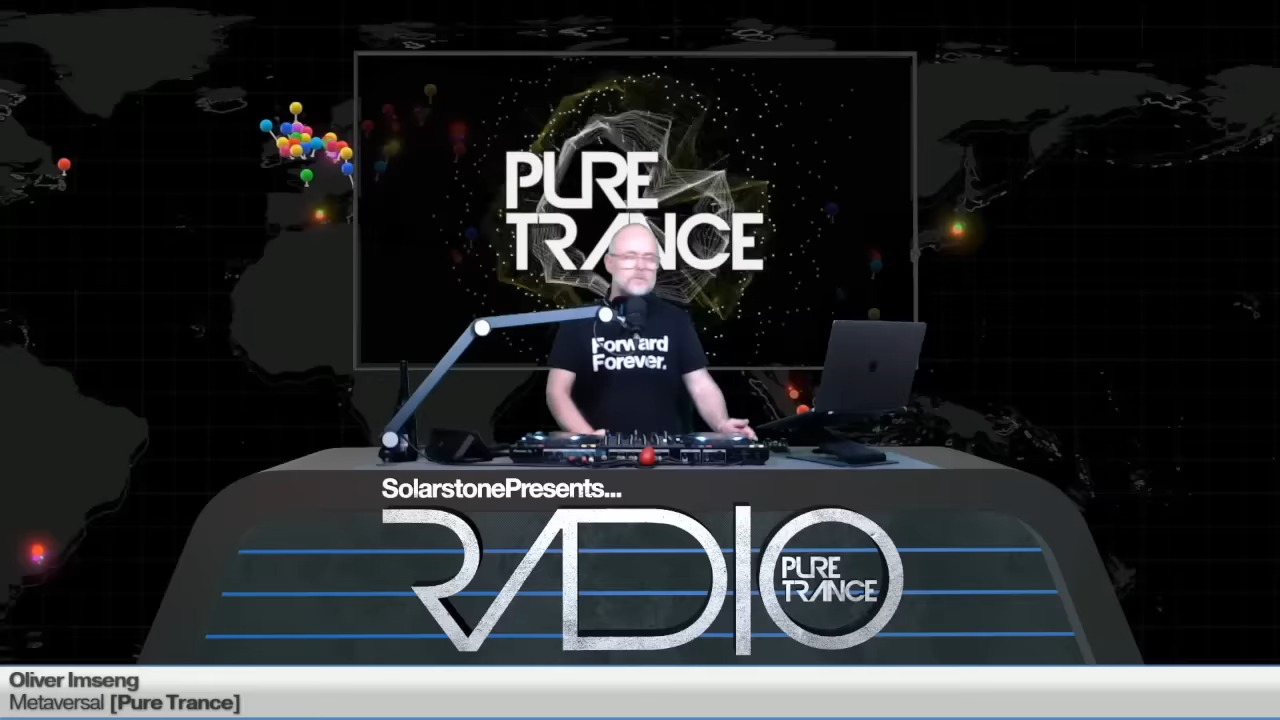 PURE
TRANCE
Forward
Forever.
SolarstonePresents...
RADIO
PURE
TRANCE
Oliver Imseng
Metaversal [Pure Trance]